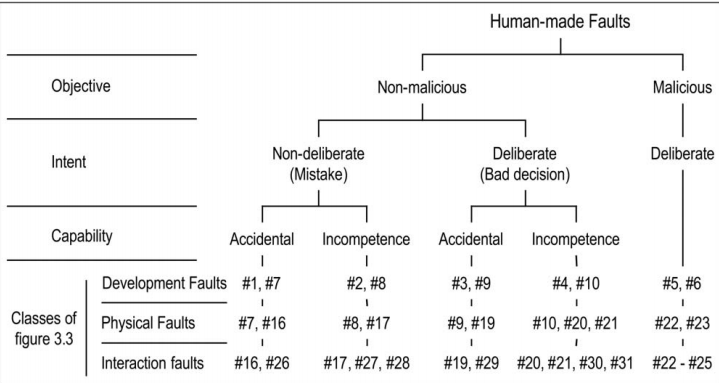 Human-made Faults
Objective Non-malicious Malicious
Intent Non-deliberate Deliberate Deliberate
(Mistake) (Bad decision)
Capability Accidental Incompetence Accidental Incompetence
Classes of
figure 3.3
Development Faults #1, #7 #2, #8 #3, #9 #4, #10 #5, #6
Physical Faults #7, #16 #8, #17 #9, #19 #10, #20, #21 #22, #23
Interaction faults #16, #26 #17, #27, #28 #19, #29 #20, #21, #30, #31 #22 - #25